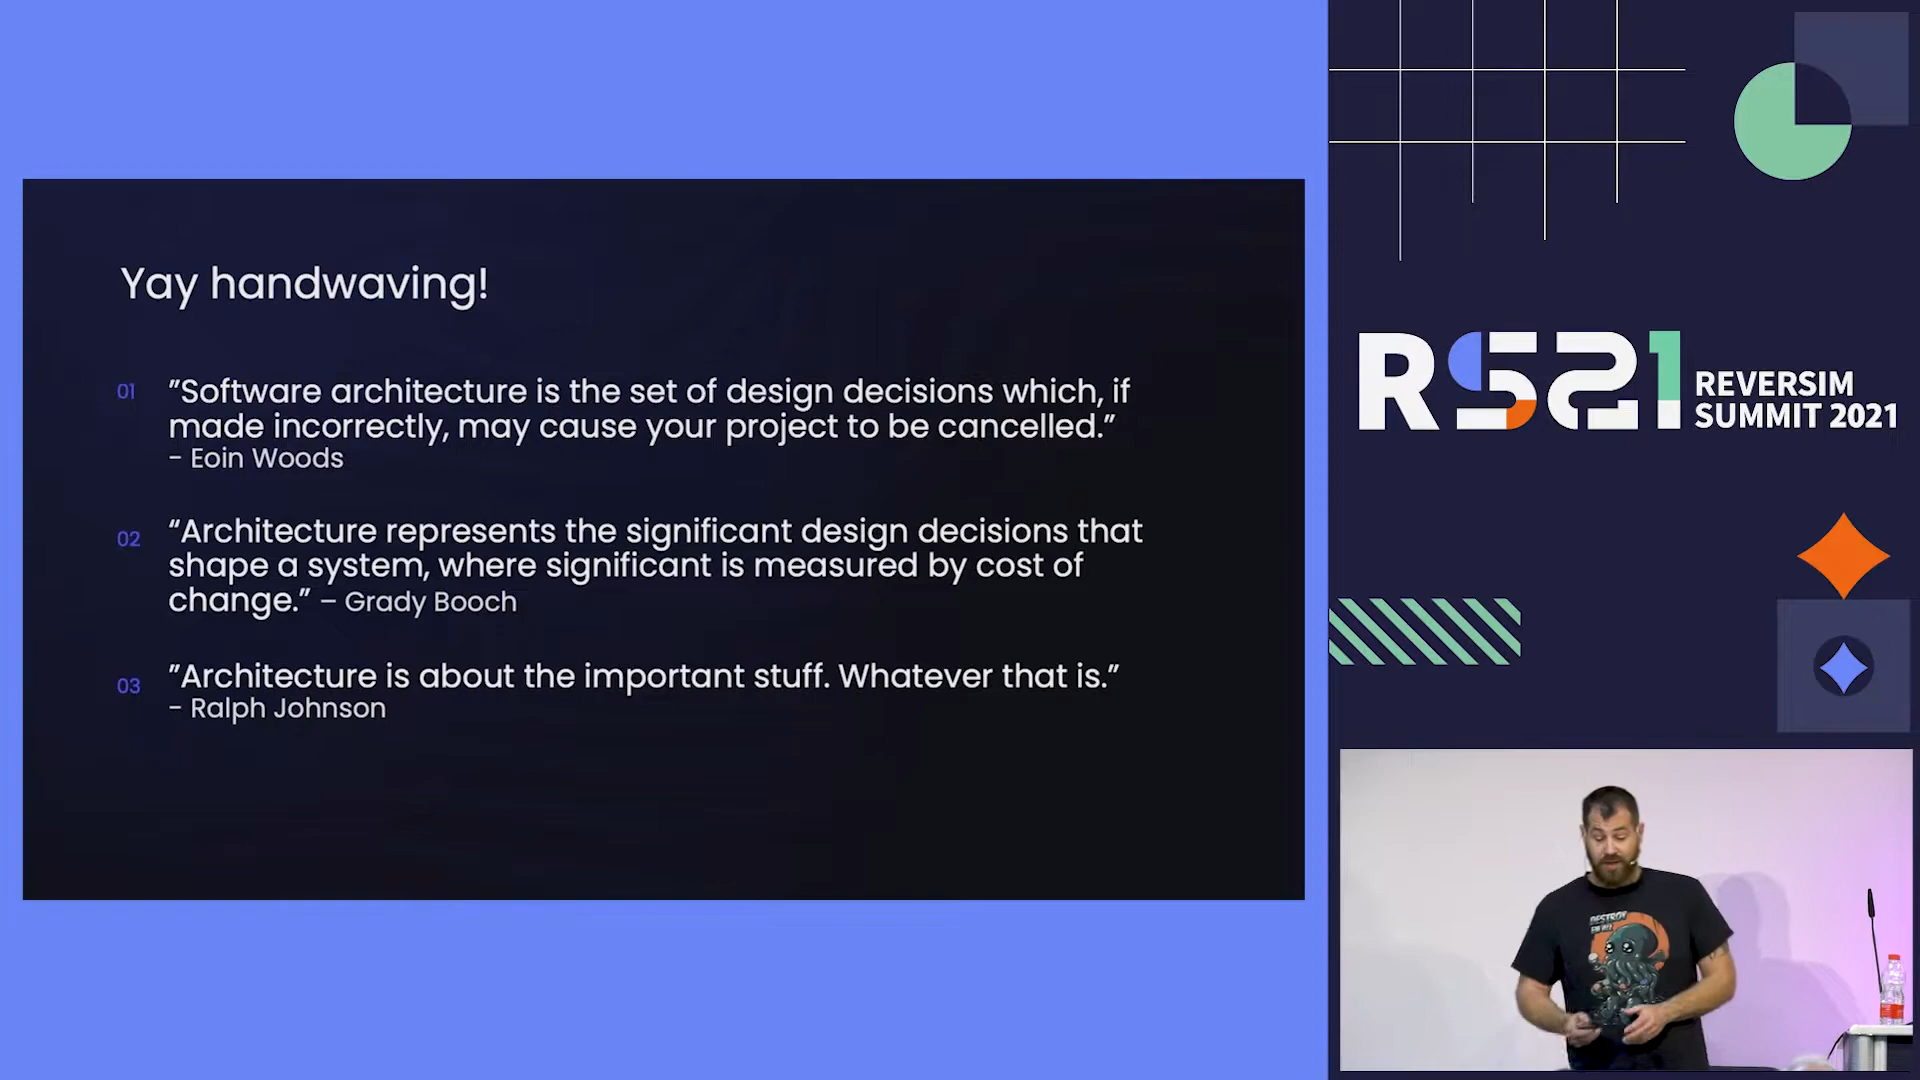 Yay handwaving!
01
”Software architecture is the set of design decisions which, if
made incorrectly, may cause your project to be cancelled.”
- Eoin Woods
02
“Architecture represents the significant design decisions that
shape a system, where significant is measured by cost of
change.” – Grady Booch
03
”Architecture is about the important stuff. Whatever that is.”
- Ralph Johnson
RS21
REVERSIM
SUMMIT 2021
DESTROY